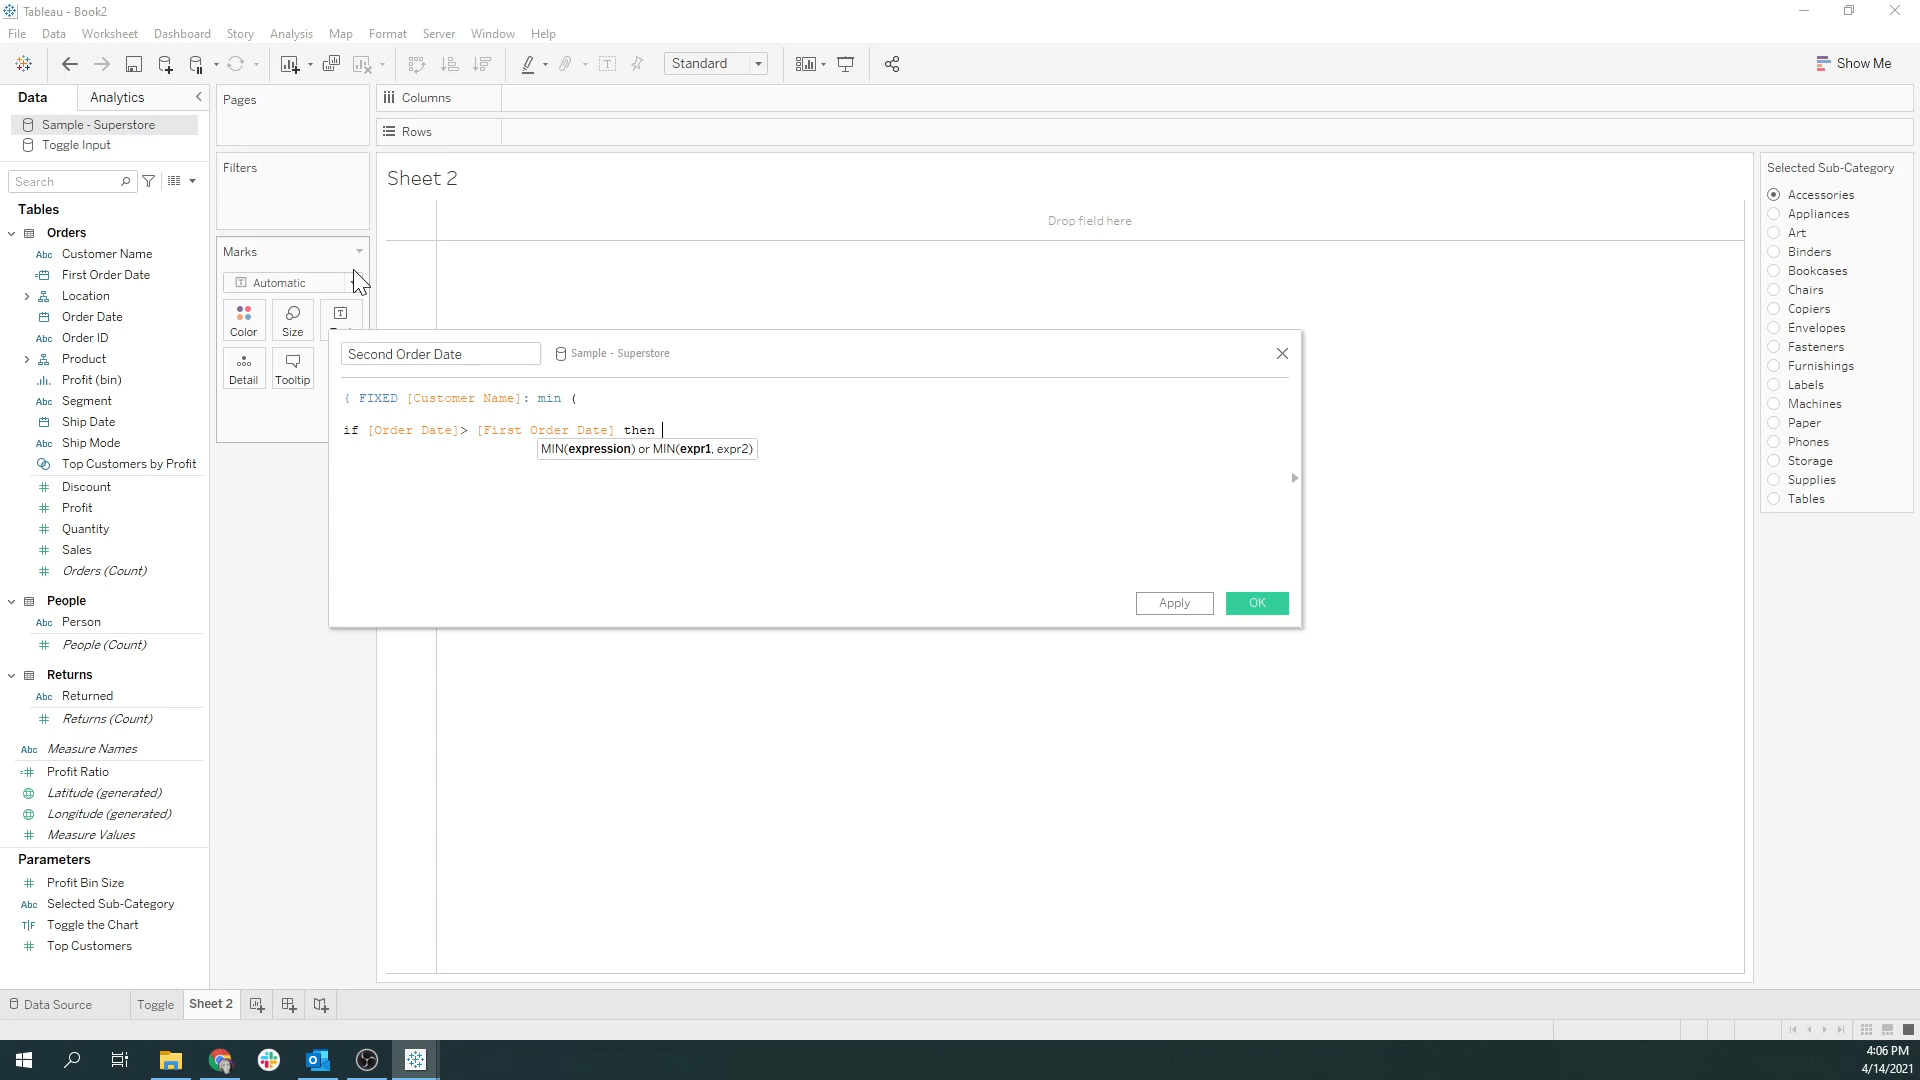 Tableau - Book2
File Data Worksheet Dashboard Story Analysis Map Format Server Window Help
Standard
Show Me
Data Analytics
Sample - Superstore
Toggle Input
Search
Tables
Orders
Abc Customer Name
First Order Date
Location
Order Date
Abc Order ID
Product
Profit (bin)
Abc Segment
Ship Date
Abc Ship Mode
Top Customers by Profit
# Discount
# Profit
# Quantity
# Sales
# Orders (Count)
People
Abc Person
# People (Count)
Returns
Abc Returned
# Returns (Count)
Abc Measure Names
=# Profit Ratio
Latitude (generated)
Longitude (generated)
# Measure Values
Parameters
# Profit Bin Size
Abc Selected Sub-Category
T|F Toggle the Chart
# Top Customers
Pages
Filters
Marks
Automatic
Color Size
Detail Tooltip
Columns
Rows
Sheet 2
Drop field here
Second Order Date Sample - Superstore
{ FIXED [Customer Name]: min (
if [Order Date]> [First Order Date] then
MIN(expression) or MIN(expr1, expr2)
Apply OK
Selected Sub-Category
Accessories
Appliances
Art
Binders
Bookcases
Chairs
Copiers
Envelopes
Fasteners
Furnishings
Labels
Machines
Paper
Phones
Storage
Supplies
Tables
Data Source Toggle Sheet 2
4:06 PM
4/14/2021